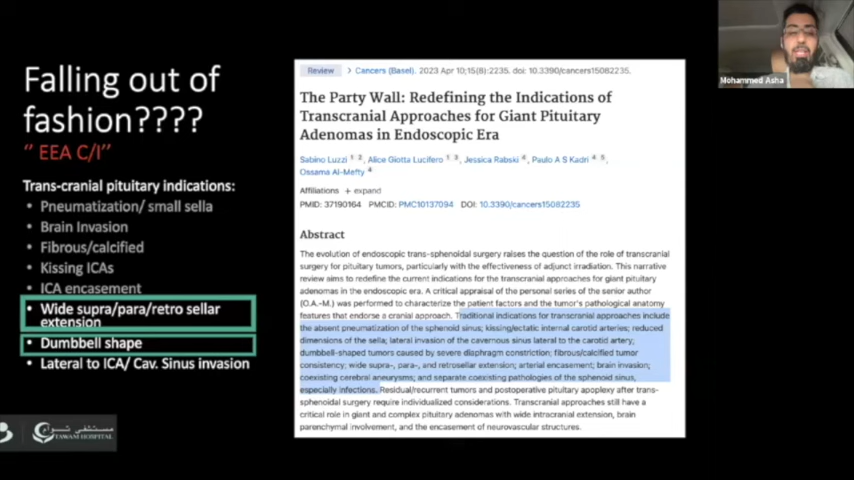 Falling out of
fashion????
" EEA C/I"
Trans-cranial pituitary indications:
• Pneumatization/ small sella
• Brain Invasion
• Fibrous/calcified
• Kissing ICAs
• ICA encasement
• Wide supra/para/retro sellar
extension
• Dumbbell shape
• Lateral to ICA/ Cav. Sinus invasion
مستشفى توام
TAWAM HOSPITAL
Review > Cancers (Basel). 2023 Apr 10;15(8):2235. doi: 10.3390/cancers15082235.
The Party Wall: Redefining the Indications of
Transcranial Approaches for Giant Pituitary
Adenomas in Endoscopic Era
Sabino Luzzi 1 2, Alice Giotta Lucifero 1 3, Jessica Rabski 4, Paulo A S Kadri 4 5,
Ossama Al-Mefty 4
Affiliations + expand
PMID: 37190164 PMCID: PMC10137094 DOI: 10.3390/cancers15082235
Abstract
The evolution of endoscopic trans-sphenoidal surgery raises the question of the role of transcranial
surgery for pituitary tumors, particularly with the effectiveness of adjunct irradiation. This narrative
review aims to redefine the current indications for the transcranial approaches for giant pituitary
adenomas in the endoscopic era. A critical appraisal of the personal series of the senior author
(O.A.-M.) was performed to characterize the patient factors and the tumor's pathological anatomy
features that endorse a cranial approach. Traditional indications for transcranial approaches include
the absent pneumatization of the sphenoid sinus; kissing/ectatic internal carotid arteries; reduced
dimensions of the sella; lateral invasion of the cavernous sinus lateral to the carotid artery;
dumbbell-shaped tumors caused by severe diaphragm constriction; fibrous/calcified tumor
consistency; wide supra-, para-, and retrosellar extension; arterial encasement; brain invasion;
coexisting cerebral aneurysms; and separate coexisting pathologies of the sphenoid sinus,
especially infections. Residual/recurrent tumors and postoperative pituitary apoplexy after trans-
sphenoidal surgery require individualized considerations. Transcranial approaches still have a
critical role in giant and complex pituitary adenomas with wide intracranial extension, brain
parenchymal involvement, and the encasement of neurovascular structures.
Mohammed Asha